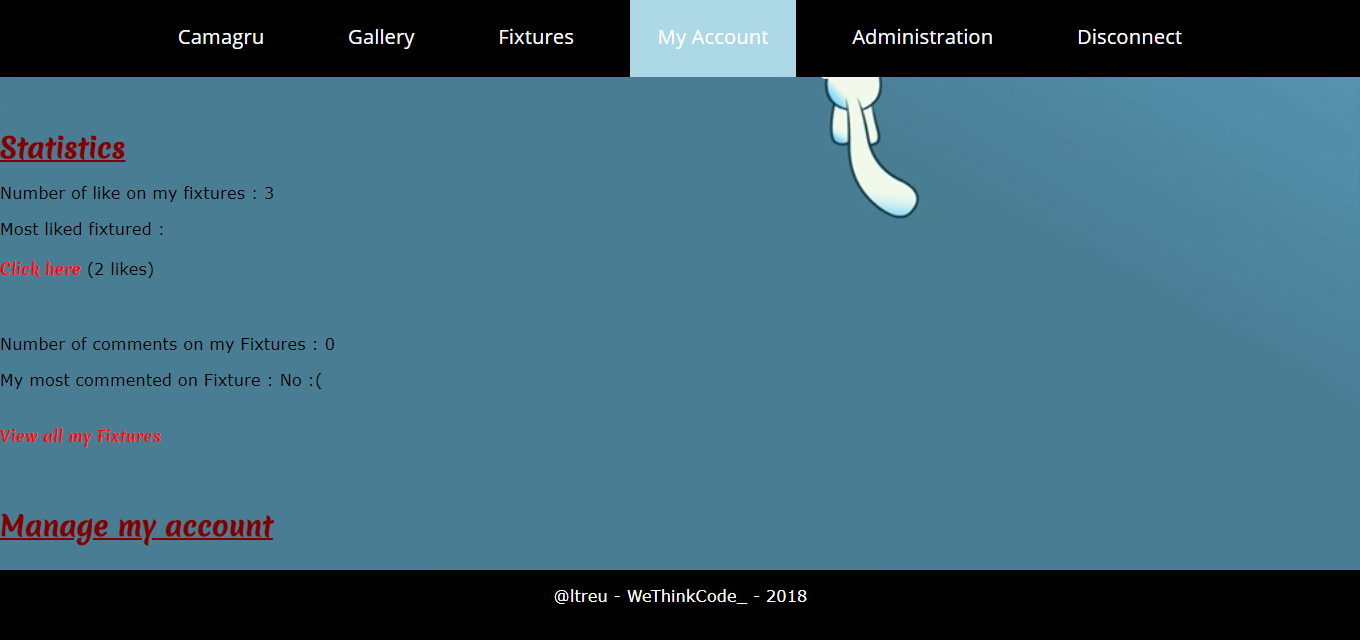 Camagru Gallery Fixtures My Account Administration Disconnect
Statistics
Number of like on my fixtures : 3
Most liked fixtured :
Click here (2 likes)
Number of comments on my Fixtures : 0
My most commented on Fixture : No :(
View all my Fixtures
Manage my account
@ltreu - WeThinkCode_ - 2018